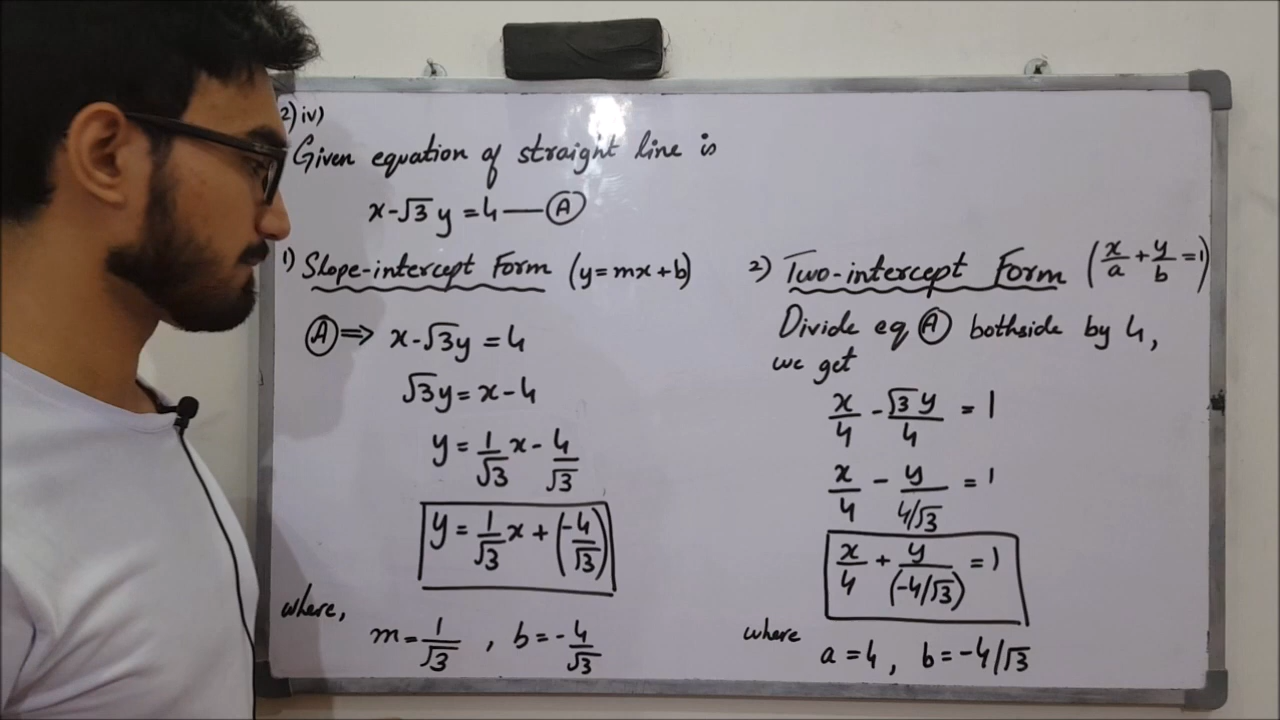 2) iv)
Given equation of straight line is
x-√3 y = 4 — Ⓐ
1) Slope-intercept Form (y=mx+b)
Ⓐ ⟹ x-√3y = 4
√3y = x-4
y = 1/√3 x - 4/√3
y = 1/√3 x + (-4/√3)
where,
m = 1/√3 , b = -4/√3
2) Two-intercept Form (x/a + y/b = 1)
Divide eq Ⓐ bothside by 4,
we get
x/4 - √3 y/4 = 1
x/4 - y/(4/√3) = 1
x/4 + y/(-4/√3) = 1
where
a = 4, b = -4/√3